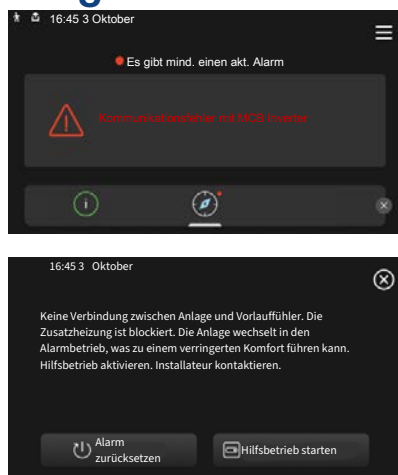 16:45 3 Oktober
Es gibt mind. einen akt. Alarm
Kommunikationsfehler mit MCB Inverter
16:45 3 Oktober
Keine Verbindung zwischen Anlage und Vorlauffühler. Die
Zusatzheizung ist blockiert. Die Anlage wechselt in den
Alarmbetrieb, was zu einem verringerten Komfort führen kann.
Hilfsbetrieb aktivieren. Installateur kontaktieren.
Alarm
zurücksetzen
Hilfsbetrieb starten